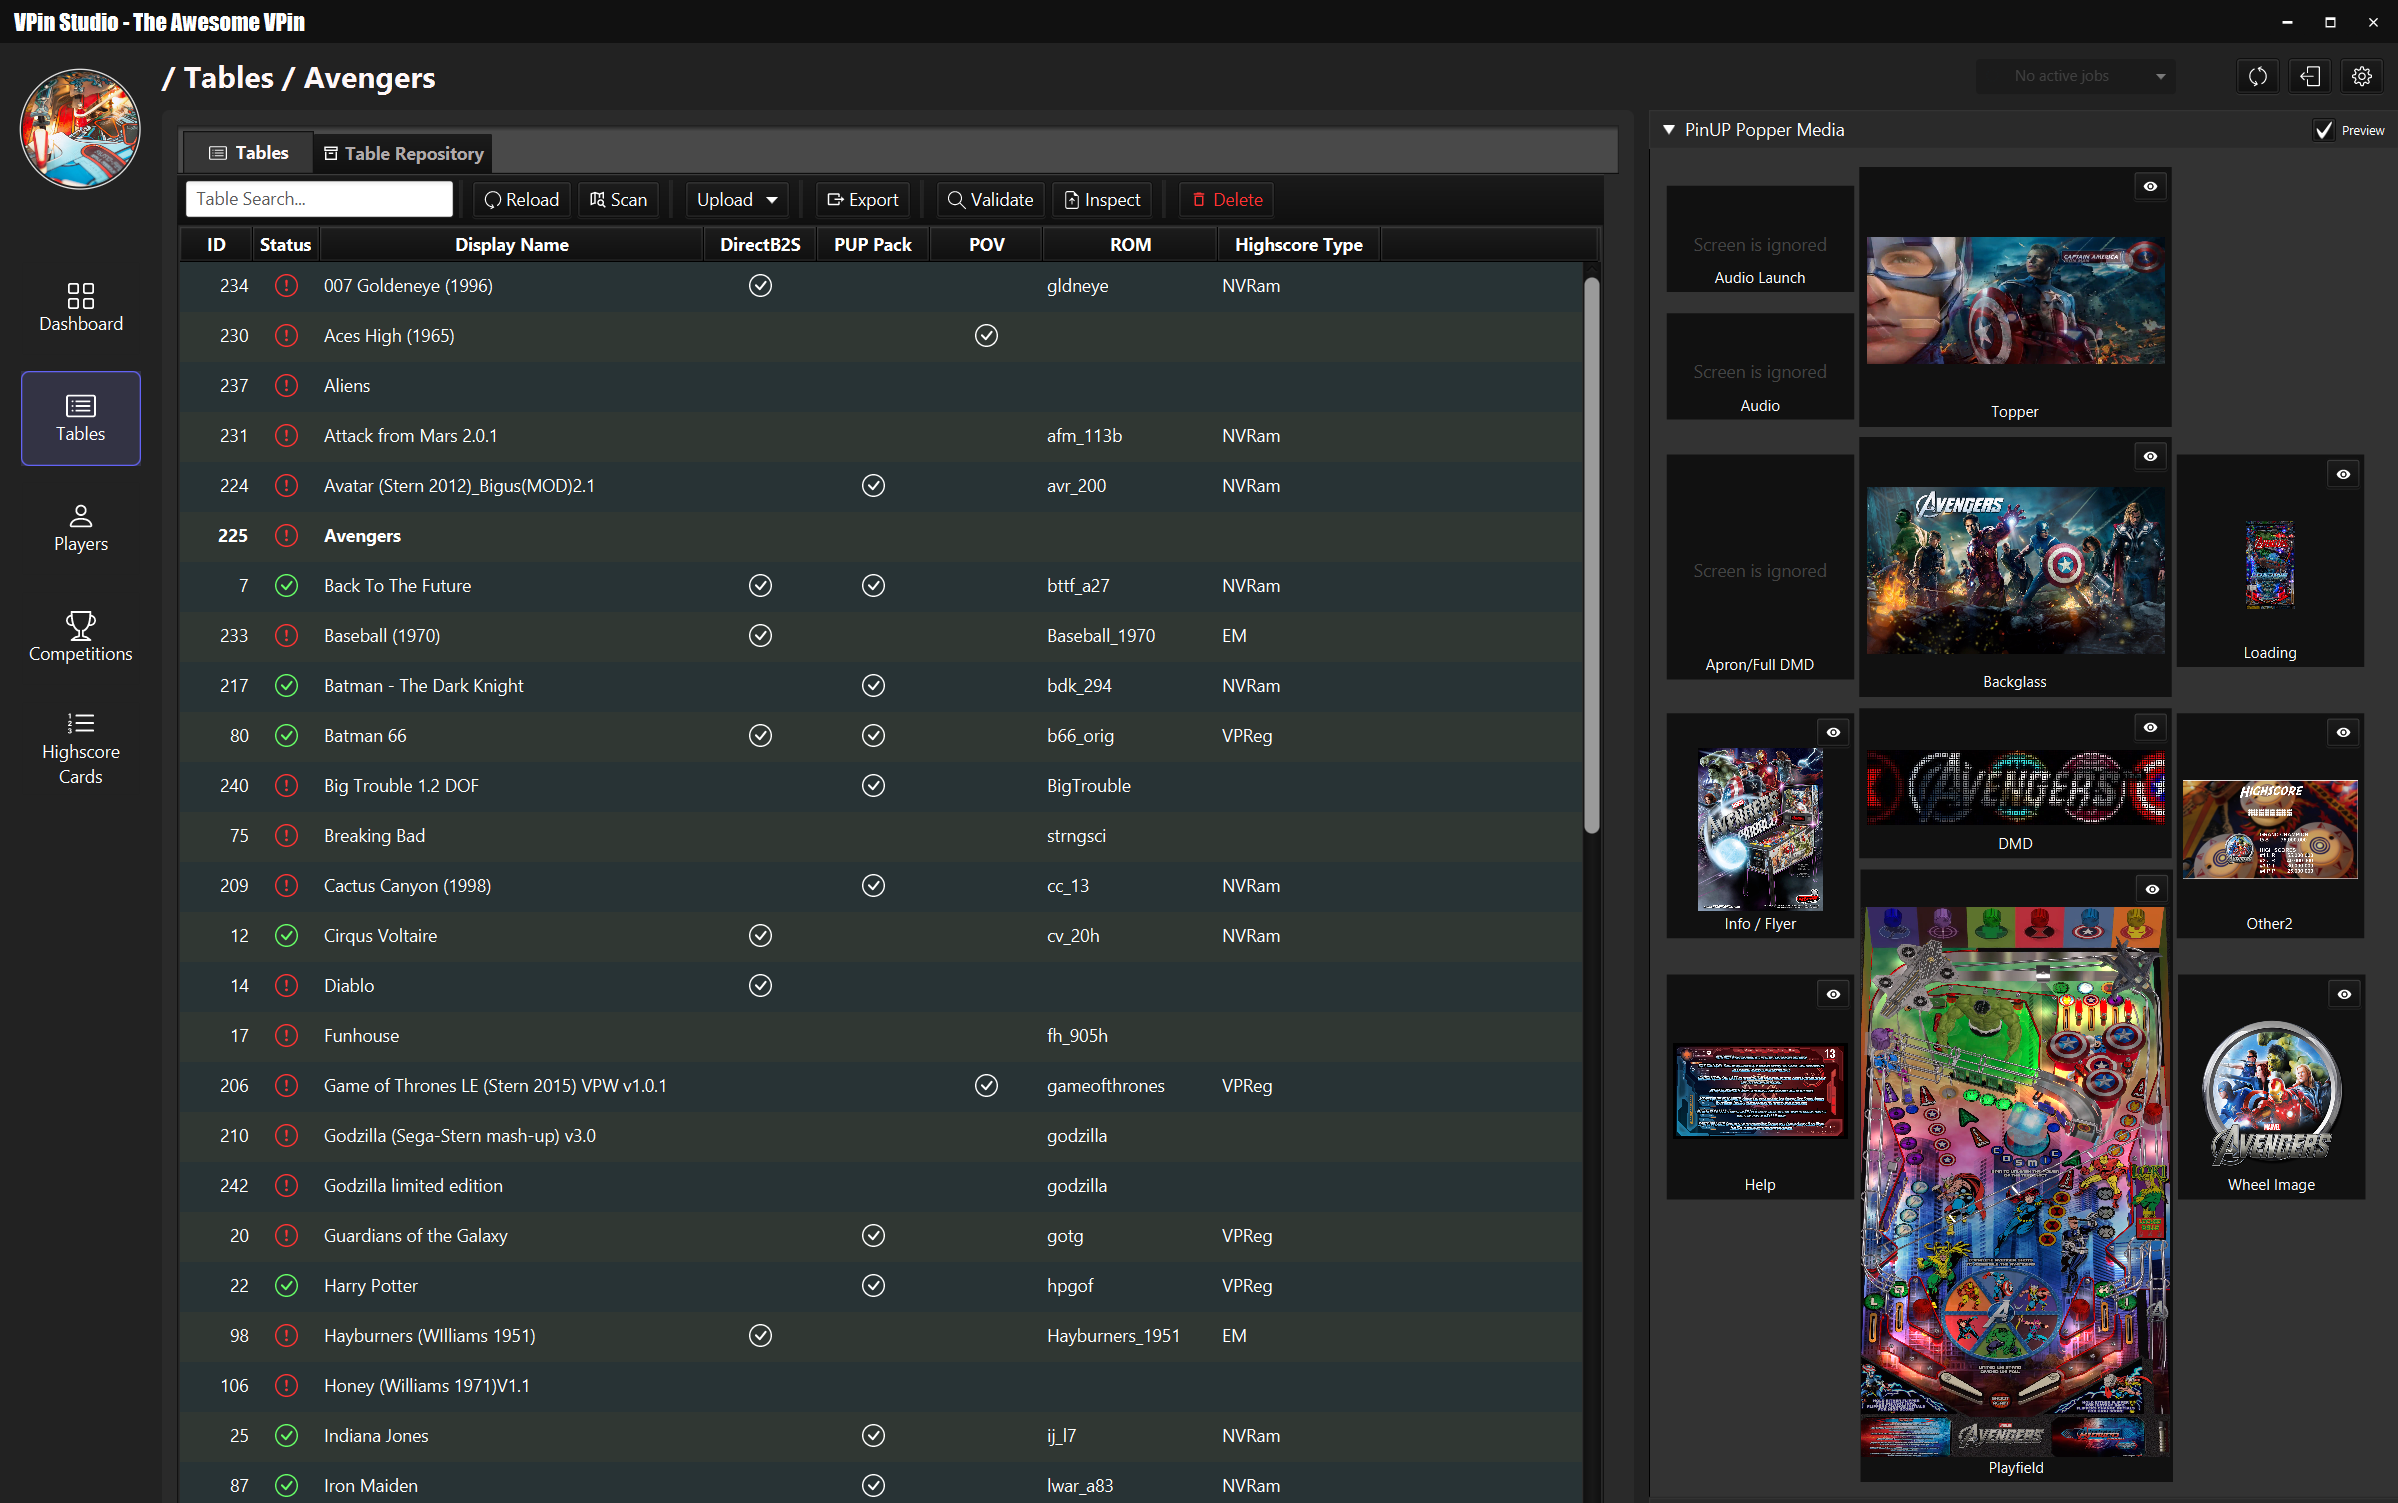 VPin Studio - The Awesome VPin
/ Tables / Avengers
No active jobs
Tables
Table Repository
Table Search...
Reload
Scan
Upload
Export
Validate
Inspect
Delete
ID Status Display Name DirectB2S PUP Pack POV ROM Highscore Type
234 007 Goldeneye (1996) gldneye NVRam
230 Aces High (1965)
237 Aliens
231 Attack from Mars 2.0.1 afm_113b NVRam
224 Avatar (Stern 2012)_Bigus(MOD)2.1 avr_200 NVRam
225 Avengers
7 Back To The Future bttf_a27 NVRam
233 Baseball (1970) Baseball_1970 EM
217 Batman - The Dark Knight bdk_294 NVRam
80 Batman 66 b66_orig VPReg
240 Big Trouble 1.2 DOF BigTrouble
75 Breaking Bad strngsci
209 Cactus Canyon (1998) cc_13 NVRam
12 Cirqus Voltaire cv_20h NVRam
14 Diablo
17 Funhouse fh_905h
206 Game of Thrones LE (Stern 2015) VPW v1.0.1 gameofthrones VPReg
210 Godzilla (Sega-Stern mash-up) v3.0 godzilla
242 Godzilla limited edition godzilla
20 Guardians of the Galaxy gotg VPReg
22 Harry Potter hpgof VPReg
98 Hayburners (WIlliams 1951) Hayburners_1951 EM
106 Honey (Williams 1971)V1.1
25 Indiana Jones ij_l7 NVRam
87 Iron Maiden lwar_a83 NVRam
Dashboard
Tables
Players
Competitions
Highscore
Cards
PinUP Popper Media
Preview
Screen is ignored
Audio Launch
CAPTAIN AMERICA
Topper
Screen is ignored
Audio
Screen is ignored
Apron/Full DMD
AVENGERS
Backglass
Loading
AVENGERS
Info / Flyer
AVENGERS
DMD
HIGHSCORE
Other2
13
Help
COSMIC
AVENGERS
Playfield
MARVEL
AVENGERS
Wheel Image